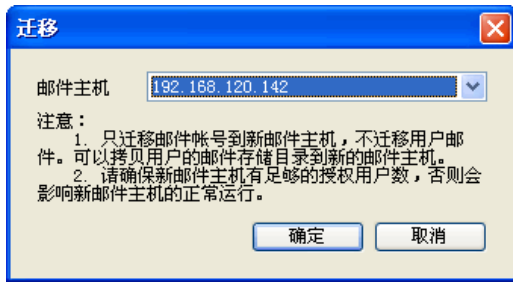 迁移
邮件主机 192.168.120.142
注意：
1. 只迁移邮件帐号到新邮件主机，不迁移用户邮
件。可以拷贝用户的邮件存储目录到新的邮件主机。
2. 请确保新邮件主机有足够的授权用户数，否则会
影响新邮件主机的正常运行。
确定 取消